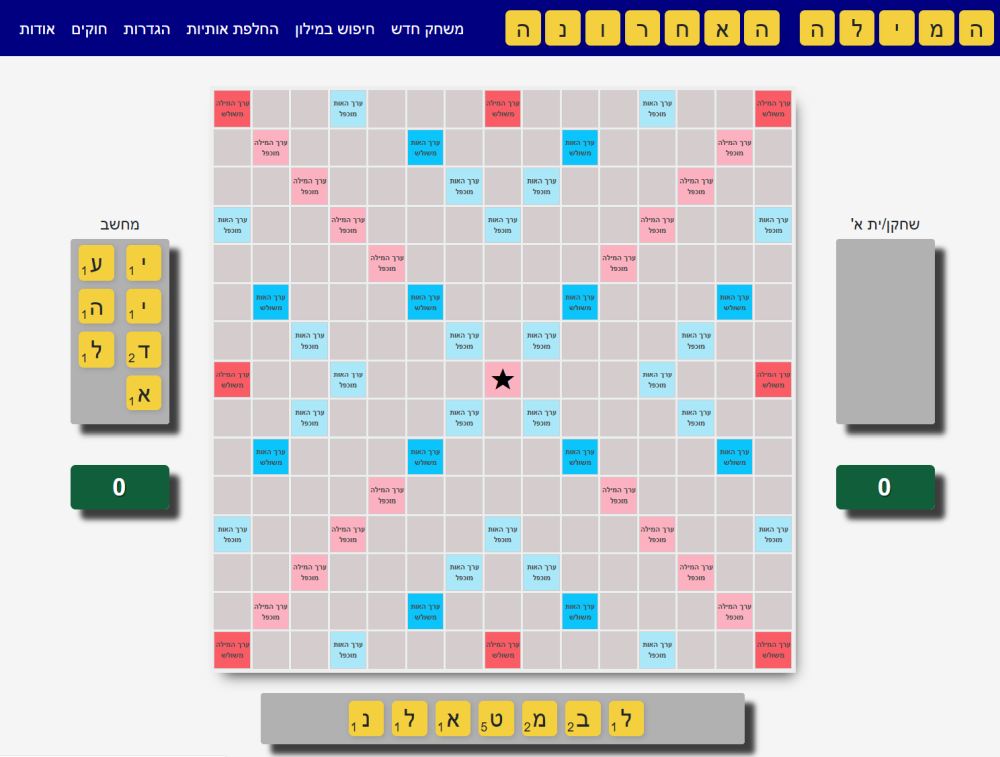 המילה האחרונה משחק חדש חיפוש במילון החלפת אותיות הגדרות חוקים אודות
ערך המילה ערך האות ערך המילה ערך האות ערך המילה
משולש מוכפל משולש מוכפל משולש
ערך המילה ערך האות ערך האות ערך המילה
מוכפל משולש משולש מוכפל
ערך המילה ערך האות ערך האות ערך המילה
מוכפל מוכפל מוכפל מוכפל
ערך האות ערך המילה ערך האות ערך המילה ערך האות
מוכפל מוכפל מוכפל מוכפל מוכפל
ערך המילה ערך המילה
מוכפל מוכפל
ערך האות ערך האות ערך האות ערך האות
משולש משולש משולש משולש
ערך האות ערך האות ערך האות ערך האות
מוכפל מוכפל מוכפל מוכפל
ערך המילה ערך האות ערך האות ערך המילה
משולש מוכפל מוכפל משולש
ערך האות ערך האות ערך האות ערך האות
מוכפל מוכפל מוכפל מוכפל
ערך האות ערך האות ערך האות ערך האות
משולש משולש משולש משולש
ערך המילה ערך המילה
מוכפל מוכפל
ערך האות ערך המילה ערך האות ערך המילה ערך האות
מוכפל מוכפל מוכפל מוכפל מוכפל
ערך המילה ערך האות ערך האות ערך המילה
מוכפל מוכפל מוכפל מוכפל
ערך המילה ערך האות ערך האות ערך המילה
מוכפל משולש משולש מוכפל
ערך המילה ערך האות ערך המילה ערך האות ערך המילה
משולש מוכפל משולש מוכפל משולש
שחקן/ית א'
0
מחשב
י 1 ע 1
י 1 ה 1
ד 2 ל 1
א 1
0
ל 1 ב 2 מ 2 ט 5 א 1 ל 1 נ 1